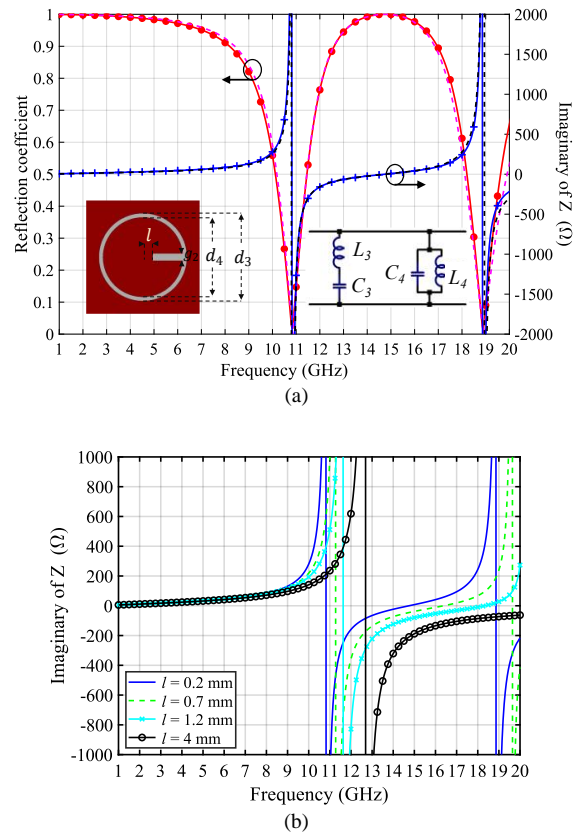 1 0.9 0.8 0.7 0.6 0.5 0.4 0.3 0.2 0.1 0
Reflection coefficient
2000 1500 1000 500 0 -500 -1000 -1500 -2000
Imaginary of Z (Ω)
l g2 d4 d3
L3 C3 C4 L4
1 2 3 4 5 6 7 8 9 10 11 12 13 14 15 16 17 18 19 20
Frequency (GHz)
(a)
1000 800 600 400 200 0 -200 -400 -600 -800 -1000
Imaginary of Z (Ω)
l = 0.2 mm
l = 0.7 mm
l = 1.2 mm
l = 4 mm
1 2 3 4 5 6 7 8 9 10 11 12 13 14 15 16 17 18 19 20
Frequency (GHz)
(b)